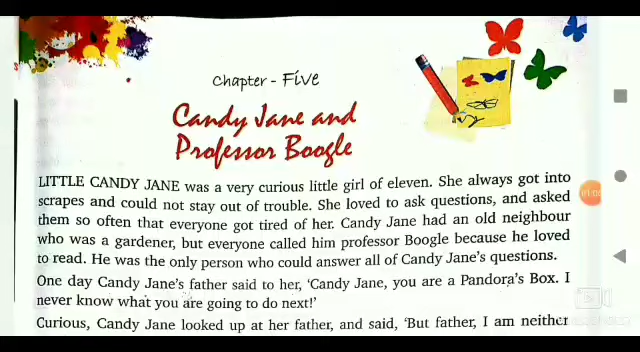 Chapter - Five
Candy Jane and
Professor Boogle
LITTLE CANDY JANE was a very curious little girl of eleven. She always got into
scrapes and could not stay out of trouble. She loved to ask questions, and asked
them so often that everyone got tired of her. Candy Jane had an old neighbour
who was a gardener, but everyone called him professor Boogle because he loved
to read. He was the only person who could answer all of Candy Jane's questions.
One day Candy Jane's father said to her, 'Candy Jane, you are a Pandora's Box. I
never know what you are going to do next!'
Curious, Candy Jane looked up at her father, and said, 'But father, I am neither